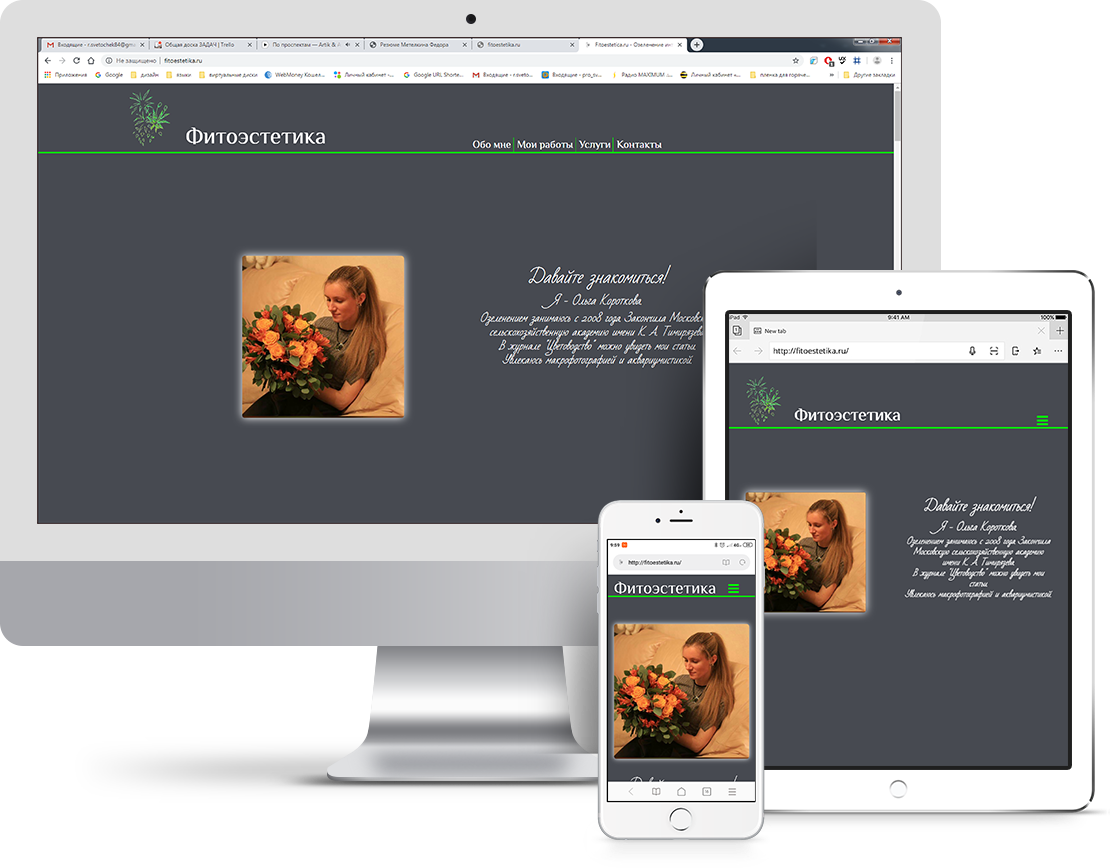 Входящие - r.svetochek84@gma
Общая доска ЗАДАЧ | Trello
По проспектам — Artik & A
Резюме Метелкина Федора
fitoestetika.ru
Fitoestetica.ru - Озеленение ин
Не защищено | fitoestetika.ru
Приложения Google дизайн языки виртуальные диски WebMoney Кошел... Личный кабинет -... Google URL Shorte... Входящие - r.sveto... Входящие - pro_sv... Радио MAXIMUM ... Личный кабинет «... пленка для горяче... » Другие закладки
Фитоэстетика
Обо мне | Мои работы | Услуги | Контакты
Давайте знакомиться!
Я - Ольга Короткова.
Озеленением занимаюсь с 2008 года. Закончила Московск
сельскохозяйственную академию имени К. А. Тимирязев
В журнале "Цветоводство" можно увидеть мои статьи.
Увлекаюсь макрофотографией и аквариумистикой.
iPad 9:41 AM 100%
New tab
http://fitoestetika.ru/
Фитоэстетика
Давайте знакомиться!
Я - Ольга Короткова.
Озеленением занимаюсь с 2008 года. Закончила
Московскую сельскохозяйственную академию
имени К. А. Тимирязева.
В журнале "Цветоводство" можно увидеть мои
статьи.
Увлекаюсь макрофотографией и аквариумистикой.
9:59 4G
http://fitoestetika.ru/
Фитоэстетика
Давайте знакомиться!